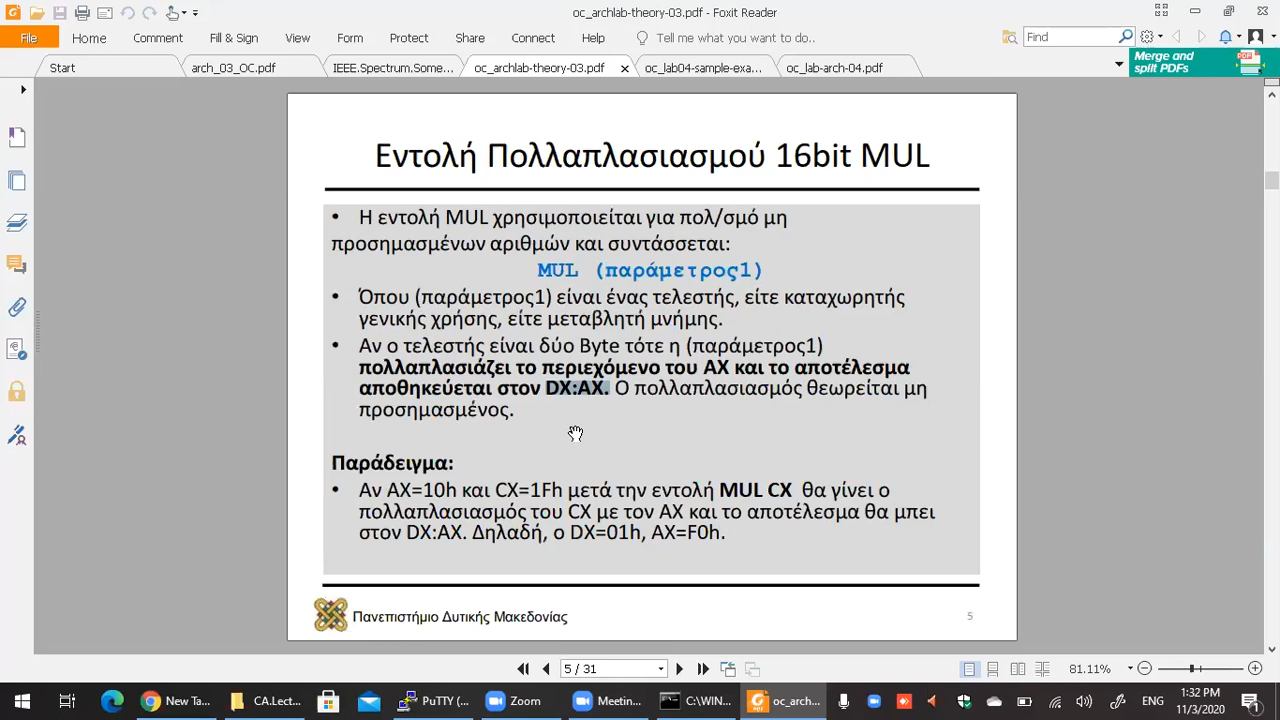 oc_archlab-theory-03.pdf - Foxit Reader
File Home Comment Fill & Sign View Form Protect Share Connect Help Tell me what you want to do.. Find
Start arch_03_OC.pdf IEEE.Spectrum.Some... oc_archlab-theory-03.pdf oc_lab04-sample-exa... oc_lab-arch-04.pdf
Merge and
split PDFs
Εντολή Πολλαπλασιασμού 16bit MUL
• Η εντολή MUL χρησιμοποιείται για πολ/σμό μη
προσημασμένων αριθμών και συντάσσεται:
MUL (παράμετρος1)
• Όπου (παράμετρος1) είναι ένας τελεστής, είτε καταχωρητής
γενικής χρήσης, είτε μεταβλητή μνήμης.
• Αν ο τελεστής είναι δύο Byte τότε η (παράμετρος1)
πολλαπλασιάζει το περιεχόμενο του AX και το αποτέλεσμα
αποθηκεύεται στον DX:AX. Ο πολλαπλασιασμός θεωρείται μη
προσημασμένος.
Παράδειγμα:
• Αν AX=10h και CX=1Fh μετά την εντολή MUL CX θα γίνει ο
πολλαπλασιασμός του CX με τον AX και το αποτέλεσμα θα μπει
στον DX:AX. Δηλαδή, ο DX=01h, AX=F0h.
Πανεπιστήμιο Δυτικής Μακεδονίας
5
5 / 31
81.11%
New Ta... CA.Lect... PuTTY (... Zoom Meetin... C:\WIN... oc_arch... ENG
1:32 PM
11/3/2020
1